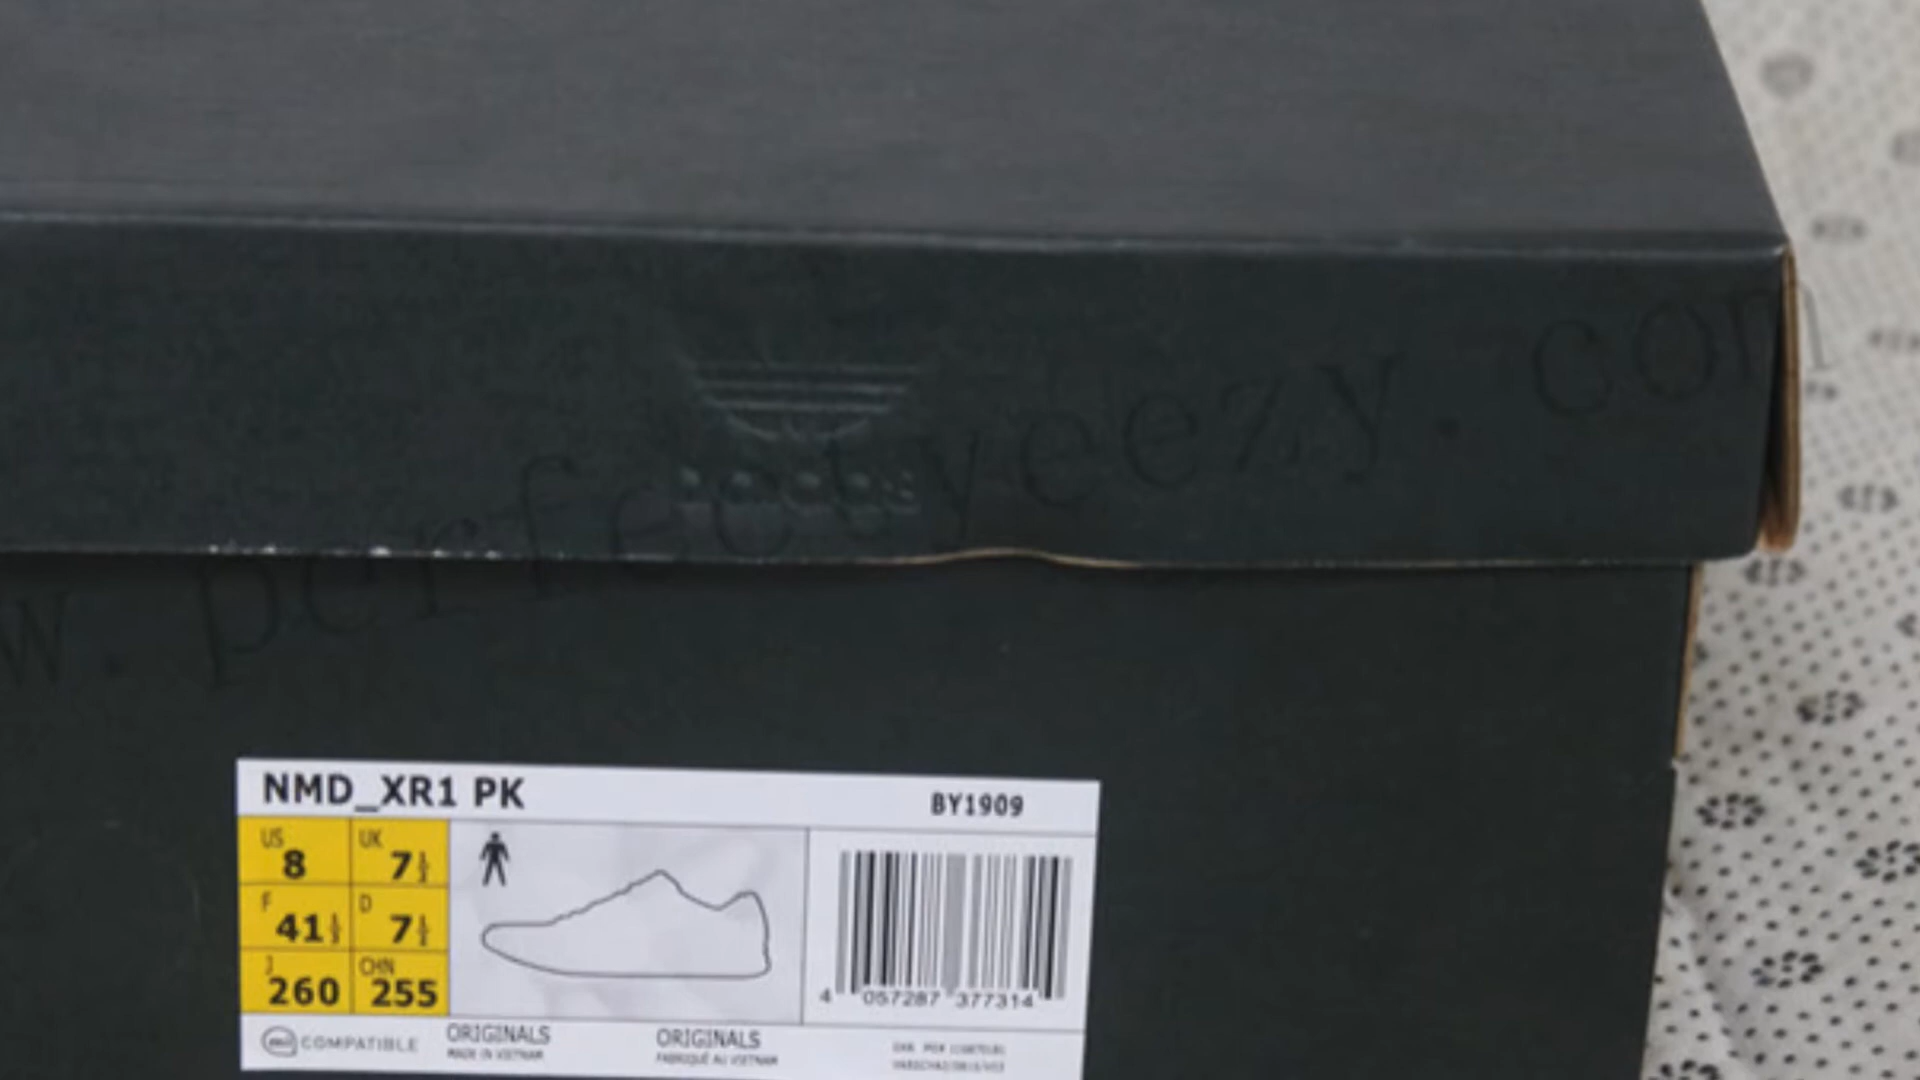 w.perfectyeezy.com
NMD_XR1 PK
BY1909
US 8
UK 7½
F 41⅓
D 7½
J 260
CHN 255
4 057287 377314
COMPATIBLE
ORIGINALS
MADE IN VIETNAM
ORIGINALS
FABRIQUÉ AU VIETNAM